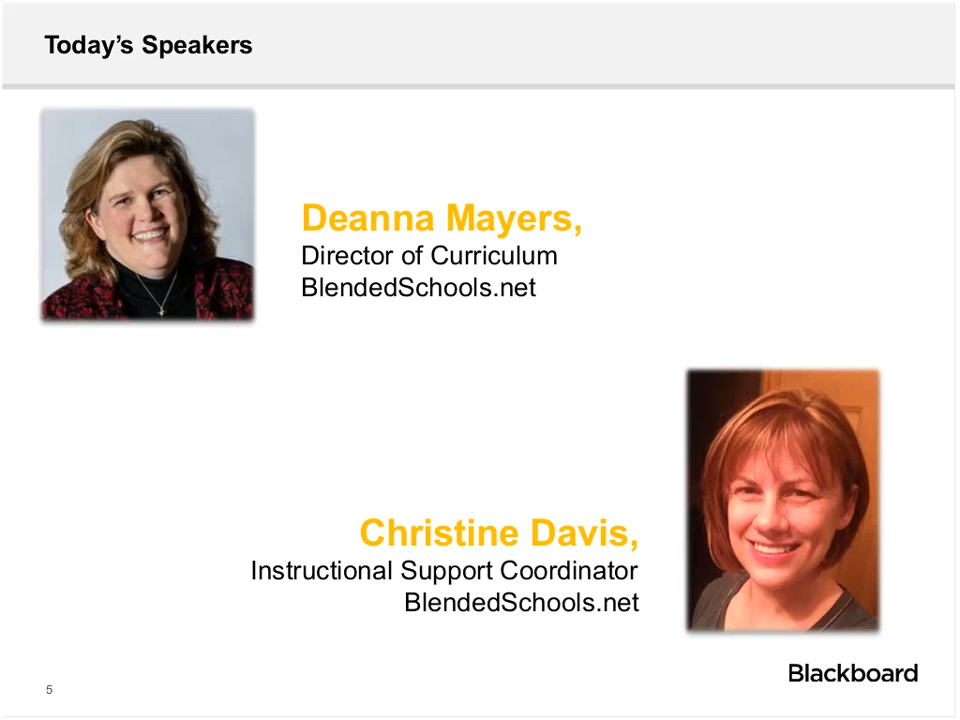 Today’s Speakers
Deanna Mayers,
Director of Curriculum
BlendedSchools.net
Christine Davis,
Instructional Support Coordinator
BlendedSchools.net
Blackboard
5